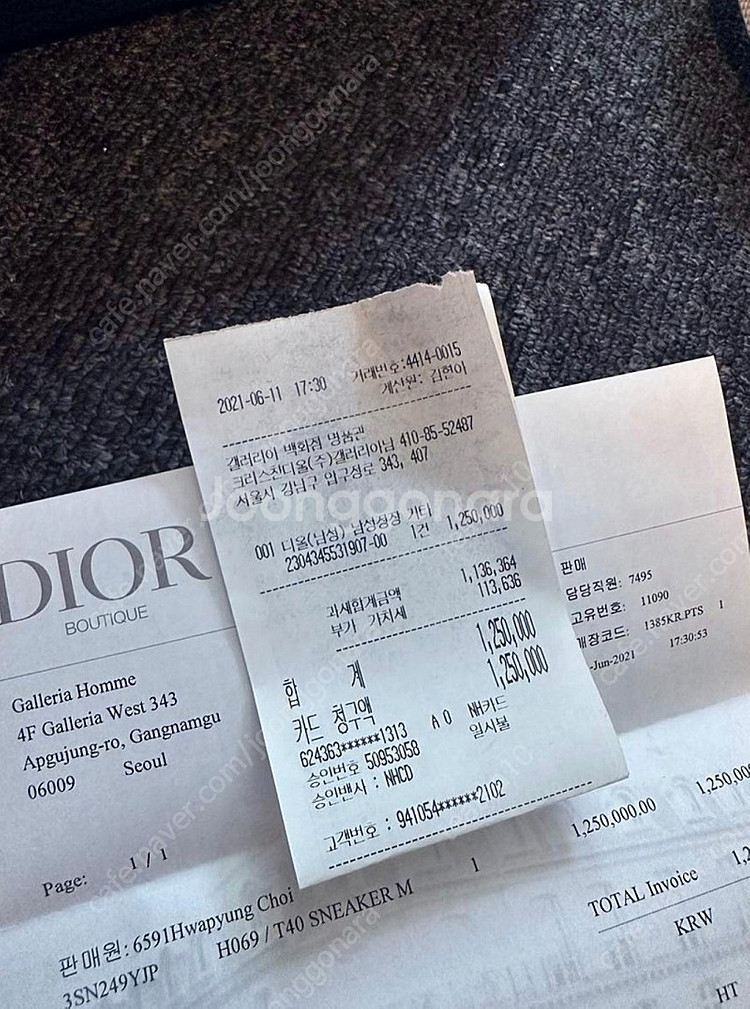 2021-06-11 17:30 거래번호:4414-0015
계산원: 김현아
갤러리아 백화점 명품관
크리스챤디올(주)갤러리아님 410-85-52487
서울시 강남구 압구정로 343, 407
001 디올(남성) 남성정장 기타
2304345531907-00 1건 1,250,000
과세합계금액 1,136,364
부가 가치세 113,636
합 계 1,250,000
카드 청구액 1,250,000
624363******1313 A 0 NH카드
승인번호 50953058 일시불
승인밴사 : NHCD
고객번호 : 941054******2102
DIOR
BOUTIQUE
Galleria Homme
4F Galleria West 343
Apgujung-ro, Gangnamgu
06009 Seoul
Page: 1 / 1
판매
담당직원: 7495
고유번호: 11090
매장코드: 1385KR.PTS 1
-Jun-2021 17:30:53
판매원: 6591Hwapyung Choi
3SN249YJP H069 / T40 SNEAKER M 1 1,250,000.00 1,250,00
TOTAL Invoice 1,2
KRW
HT
Joonggonara
cafe.naver.com/joonggonara